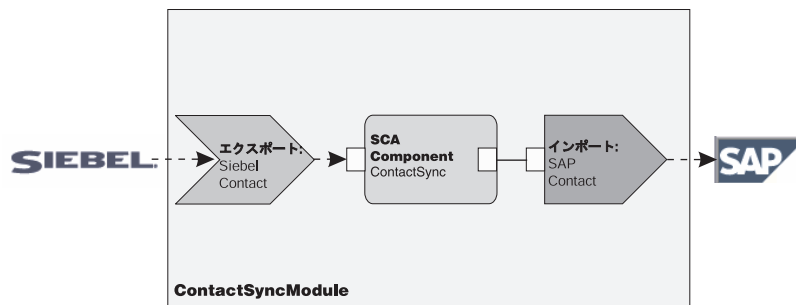 SIEBEL.
エクスポート:
Siebel
Contact
SCA
Component
ContactSync
インポート:
SAP
Contact
SAP
ContactSyncModule